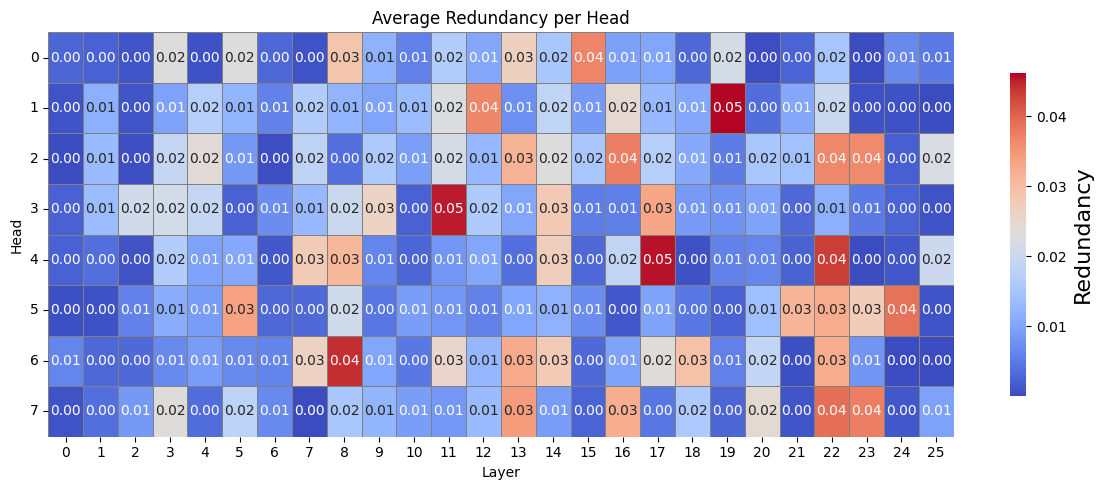 Average Redundancy per Head
0 0.00 0.00 0.00 0.02 0.00 0.02 0.00 0.00 0.03 0.01 0.01 0.02 0.01 0.03 0.02 0.04 0.01 0.01 0.00 0.02 0.00 0.00 0.02 0.00 0.01 0.01
1 0.00 0.01 0.00 0.01 0.02 0.01 0.01 0.02 0.01 0.01 0.01 0.02 0.04 0.01 0.02 0.01 0.02 0.01 0.01 0.05 0.00 0.01 0.02 0.00 0.00 0.00
2 0.00 0.01 0.00 0.02 0.02 0.01 0.00 0.02 0.00 0.02 0.01 0.02 0.01 0.03 0.02 0.02 0.04 0.02 0.01 0.01 0.02 0.01 0.04 0.04 0.00 0.02
3 0.00 0.01 0.02 0.02 0.02 0.00 0.01 0.01 0.02 0.03 0.00 0.05 0.02 0.01 0.03 0.01 0.01 0.03 0.01 0.01 0.01 0.00 0.01 0.01 0.00 0.00
4 0.00 0.00 0.00 0.02 0.01 0.01 0.00 0.03 0.03 0.01 0.00 0.01 0.01 0.00 0.03 0.00 0.02 0.05 0.00 0.01 0.01 0.00 0.04 0.00 0.00 0.02
5 0.00 0.00 0.01 0.01 0.01 0.03 0.00 0.00 0.02 0.00 0.01 0.00 0.01 0.01 0.01 0.01 0.00 0.01 0.00 0.00 0.01 0.03 0.03 0.03 0.04 0.00
6 0.01 0.00 0.00 0.01 0.01 0.01 0.01 0.03 0.04 0.01 0.00 0.03 0.01 0.03 0.03 0.00 0.01 0.02 0.03 0.01 0.02 0.00 0.03 0.01 0.00 0.00
7 0.00 0.00 0.01 0.02 0.00 0.02 0.01 0.00 0.02 0.01 0.01 0.01 0.01 0.03 0.01 0.00 0.03 0.00 0.02 0.00 0.02 0.00 0.04 0.04 0.00 0.01
0 1 2 3 4 5 6 7 8 9 10 11 12 13 14 15 16 17 18 19 20 21 22 23 24 25
Layer
Head
0.04
0.03
0.02
0.01
Redundancy